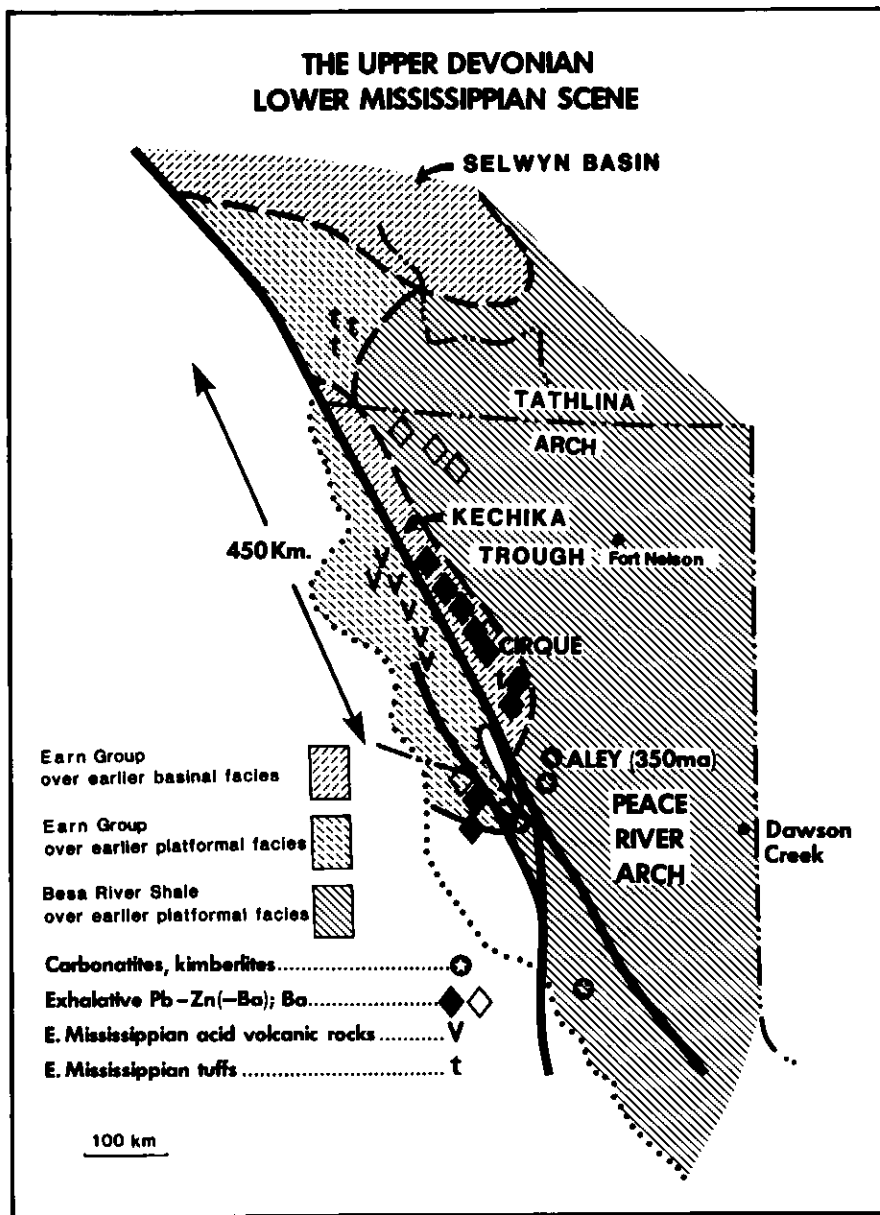 THE UPPER DEVONIAN
LOWER MISSISSIPPIAN SCENE
SELWYN BASIN
t t
t
TATHLINA
ARCH
KECHIKA
TROUGH
Fort Nelson
450Km.
V
V V
V
V
V
V
CIRQUE
t
ALEY (350ma)
PEACE
RIVER
ARCH
Dawson
Creek
Earn Group
over earlier basinal facies
Earn Group
over earlier platformal facies
Besa River Shale
over earlier platformal facies
Carbonatites, kimberlites
Exhalative Pb-Zn(-Ba); Ba
E. Mississippian acid volcanic rocks V
E. Mississippian tuffs t
100 km